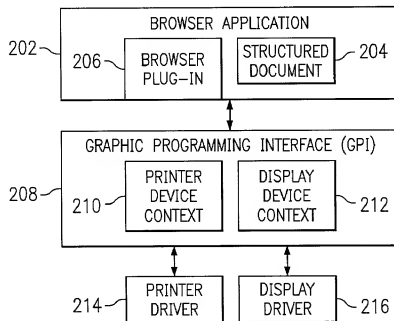 BROWSER APPLICATION
202
206
BROWSER
PLUG-IN
STRUCTURED
DOCUMENT
204
GRAPHIC PROGRAMMING INTERFACE (GPI)
208
210
PRINTER
DEVICE
CONTEXT
DISPLAY
DEVICE
CONTEXT
212
214
PRINTER
DRIVER
DISPLAY
DRIVER
216